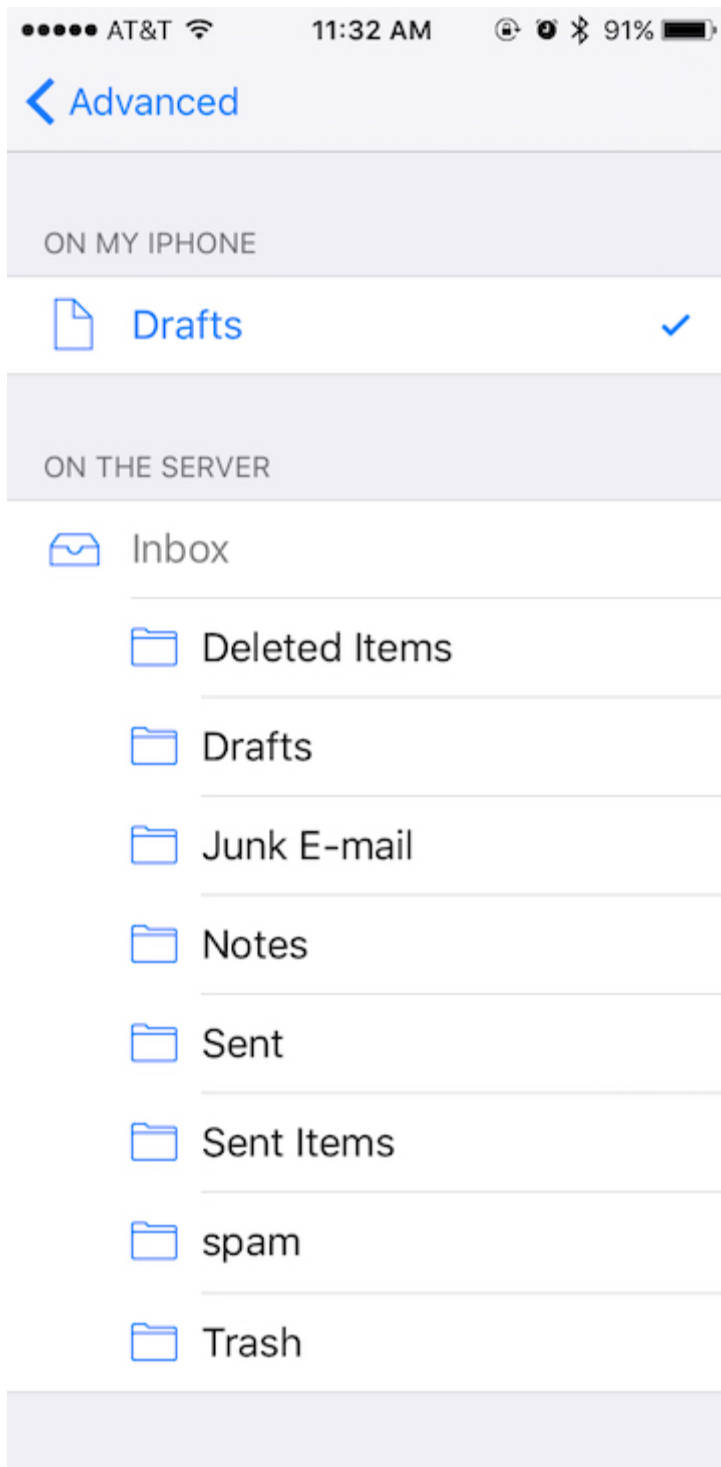 AT&T 11:32 AM 91%
Advanced
ON MY IPHONE
Drafts
ON THE SERVER
Inbox
Deleted Items
Drafts
Junk E-mail
Notes
Sent
Sent Items
spam
Trash